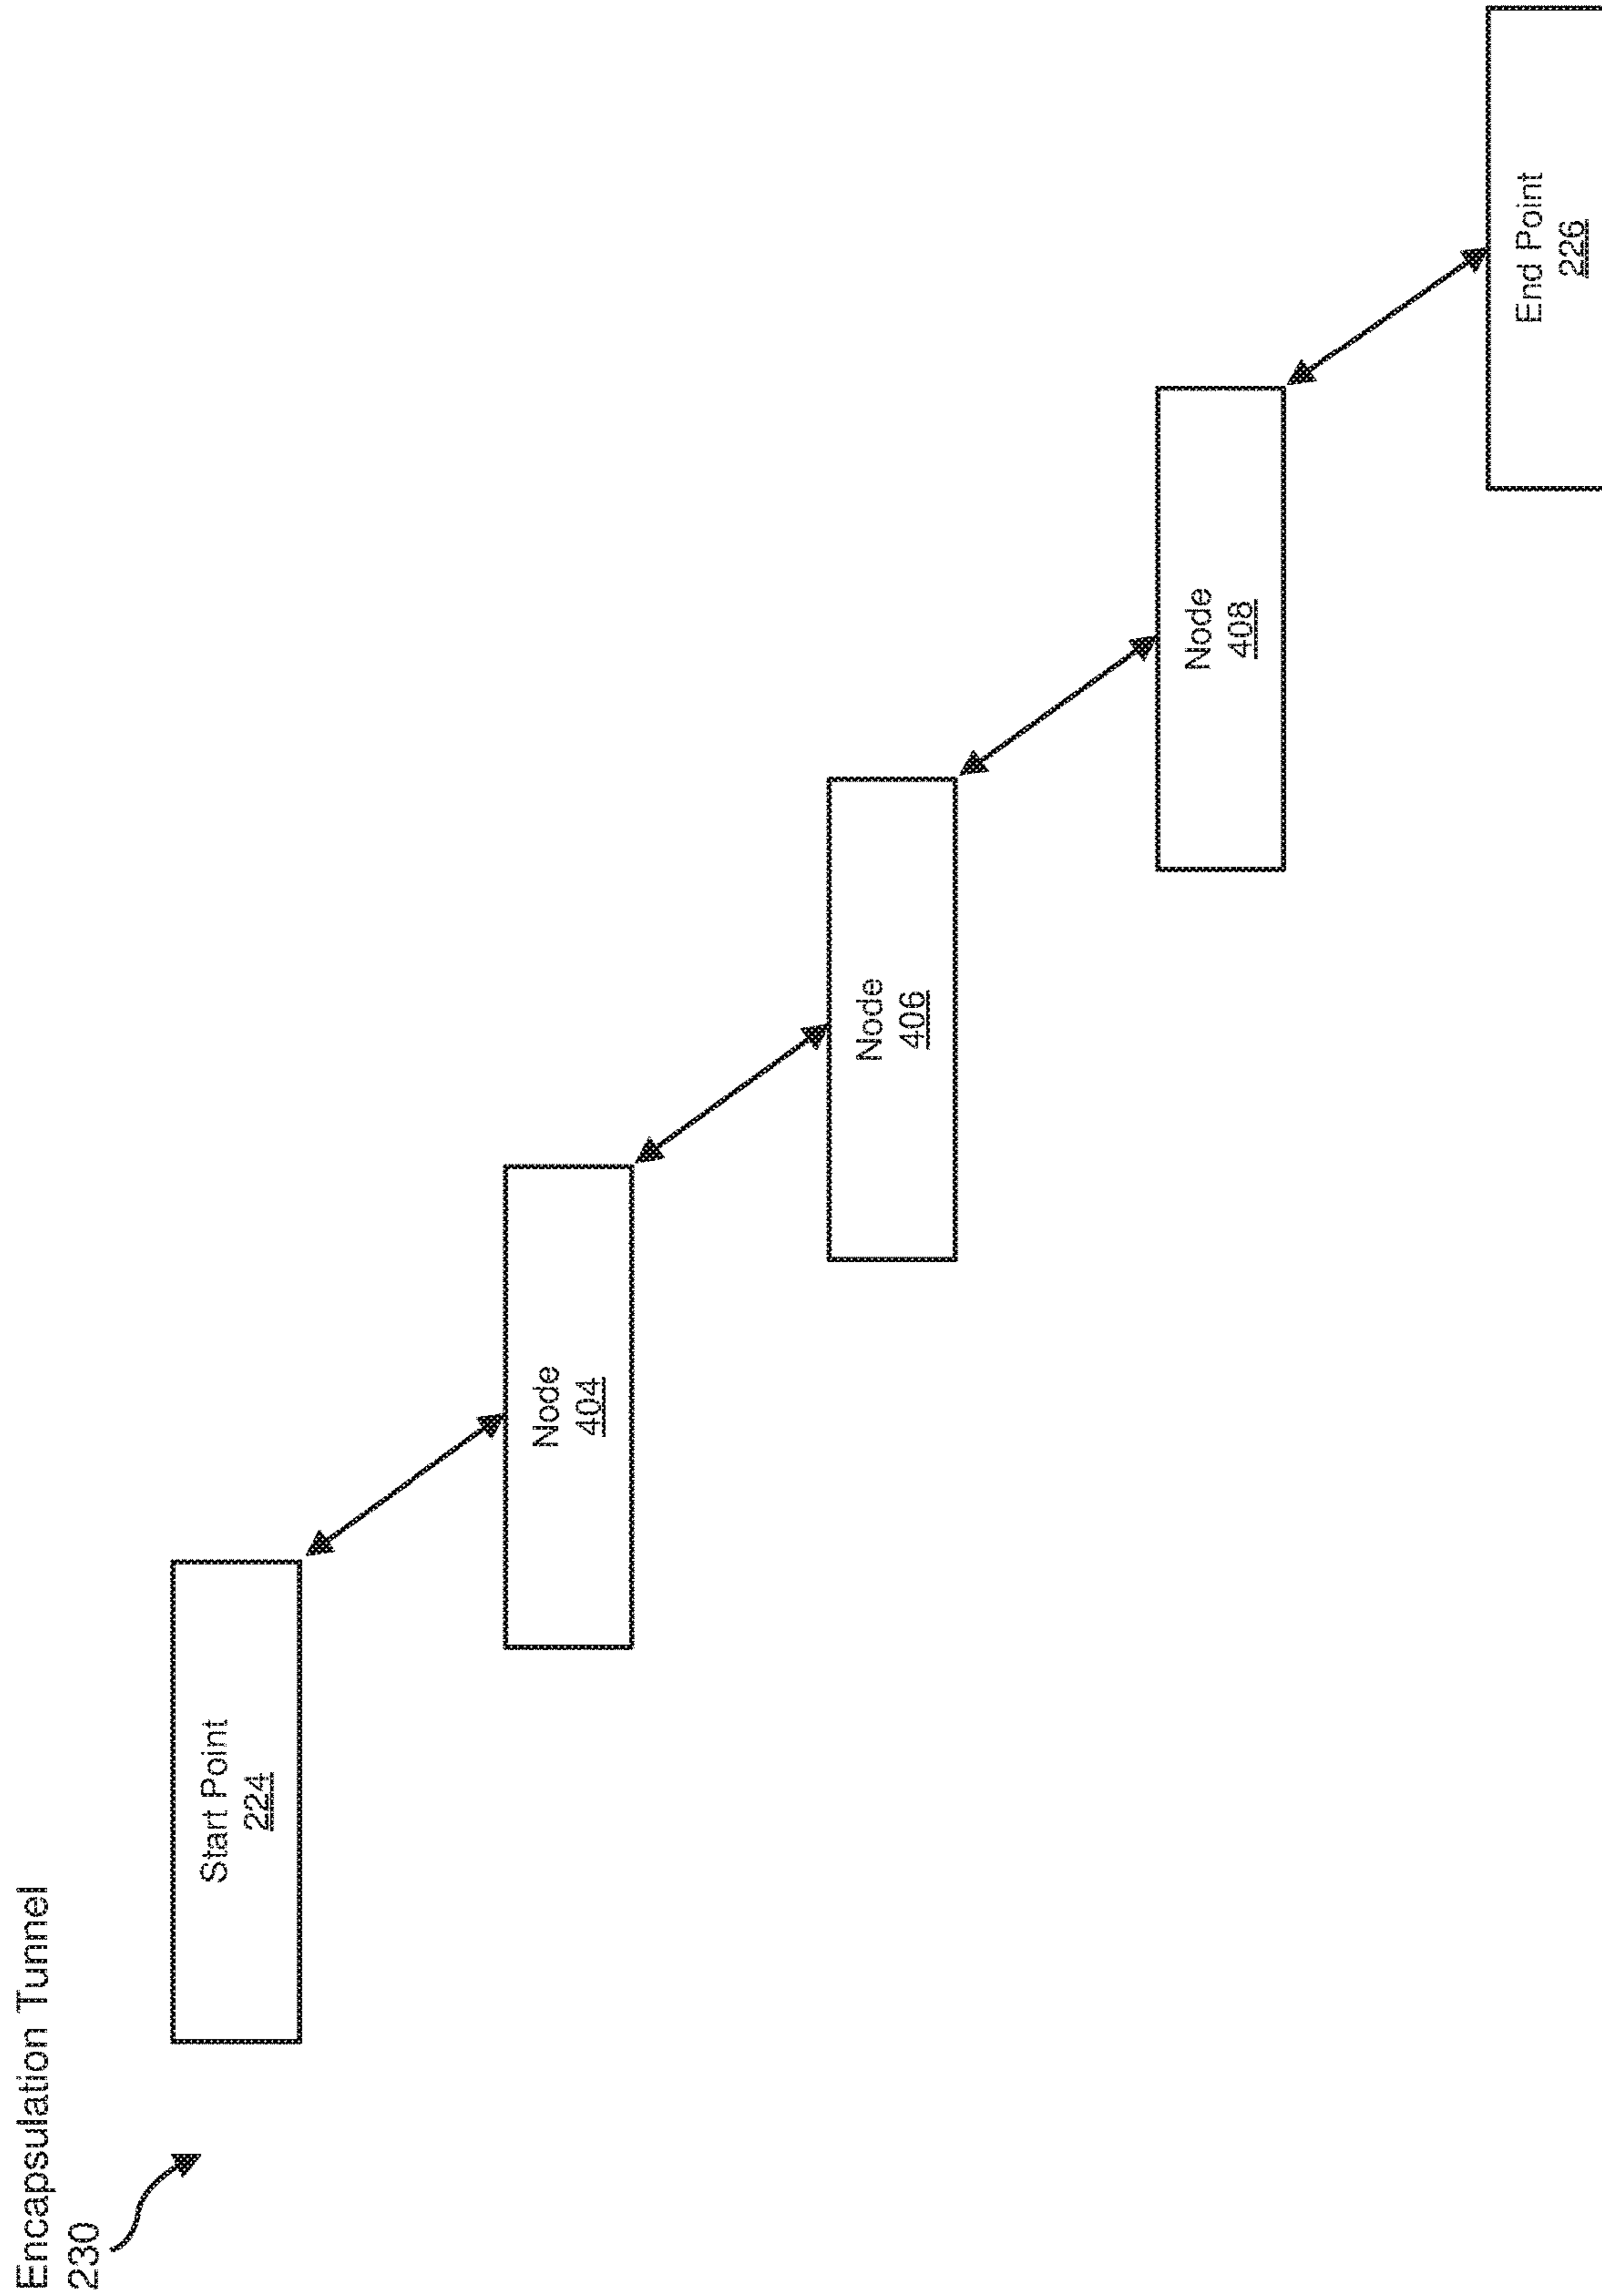 Encapsulation Tunnel
230
Start Point
224
Node
404
Node
406
Node
408
End Point
226